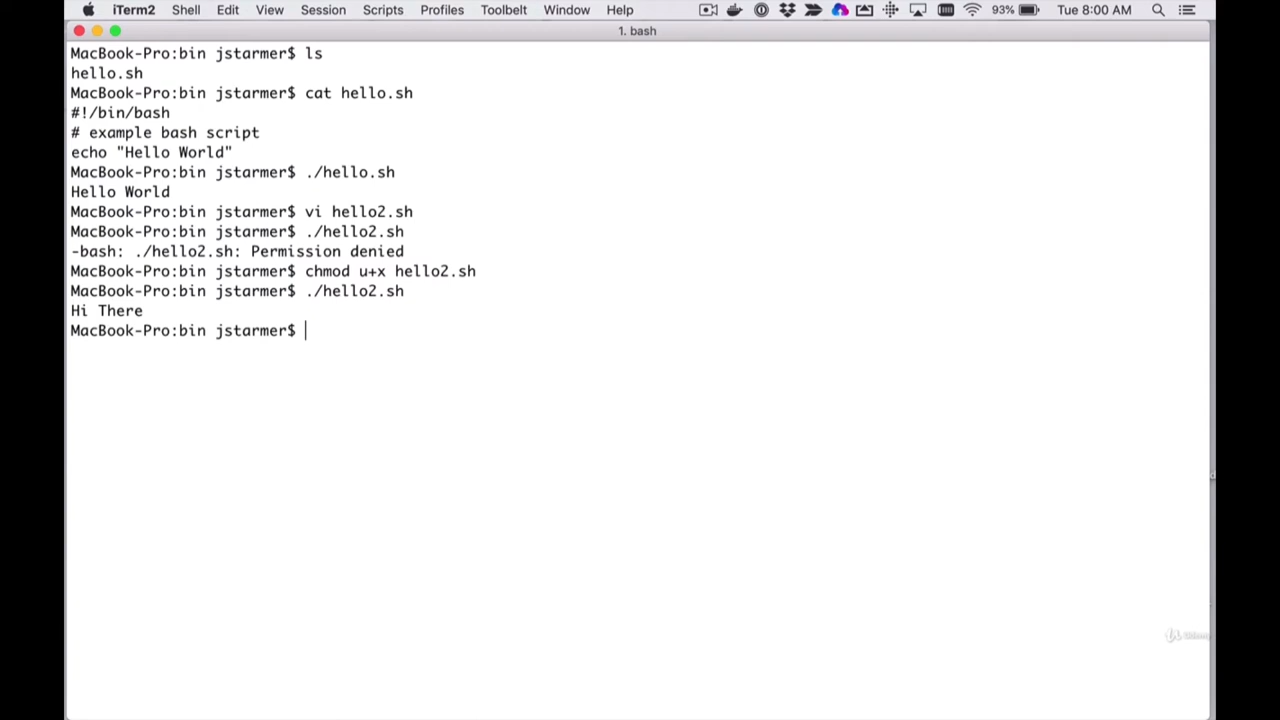 iTerm2 Shell Edit View Session Scripts Profiles Toolbelt Window Help 93% Tue 8:00 AM
1. bash
MacBook-Pro:bin jstarmer$ ls
hello.sh
MacBook-Pro:bin jstarmer$ cat hello.sh
#!/bin/bash
# example bash script
echo "Hello World"
MacBook-Pro:bin jstarmer$ ./hello.sh
Hello World
MacBook-Pro:bin jstarmer$ vi hello2.sh
MacBook-Pro:bin jstarmer$ ./hello2.sh
-bash: ./hello2.sh: Permission denied
MacBook-Pro:bin jstarmer$ chmod u+x hello2.sh
MacBook-Pro:bin jstarmer$ ./hello2.sh
Hi There
MacBook-Pro:bin jstarmer$